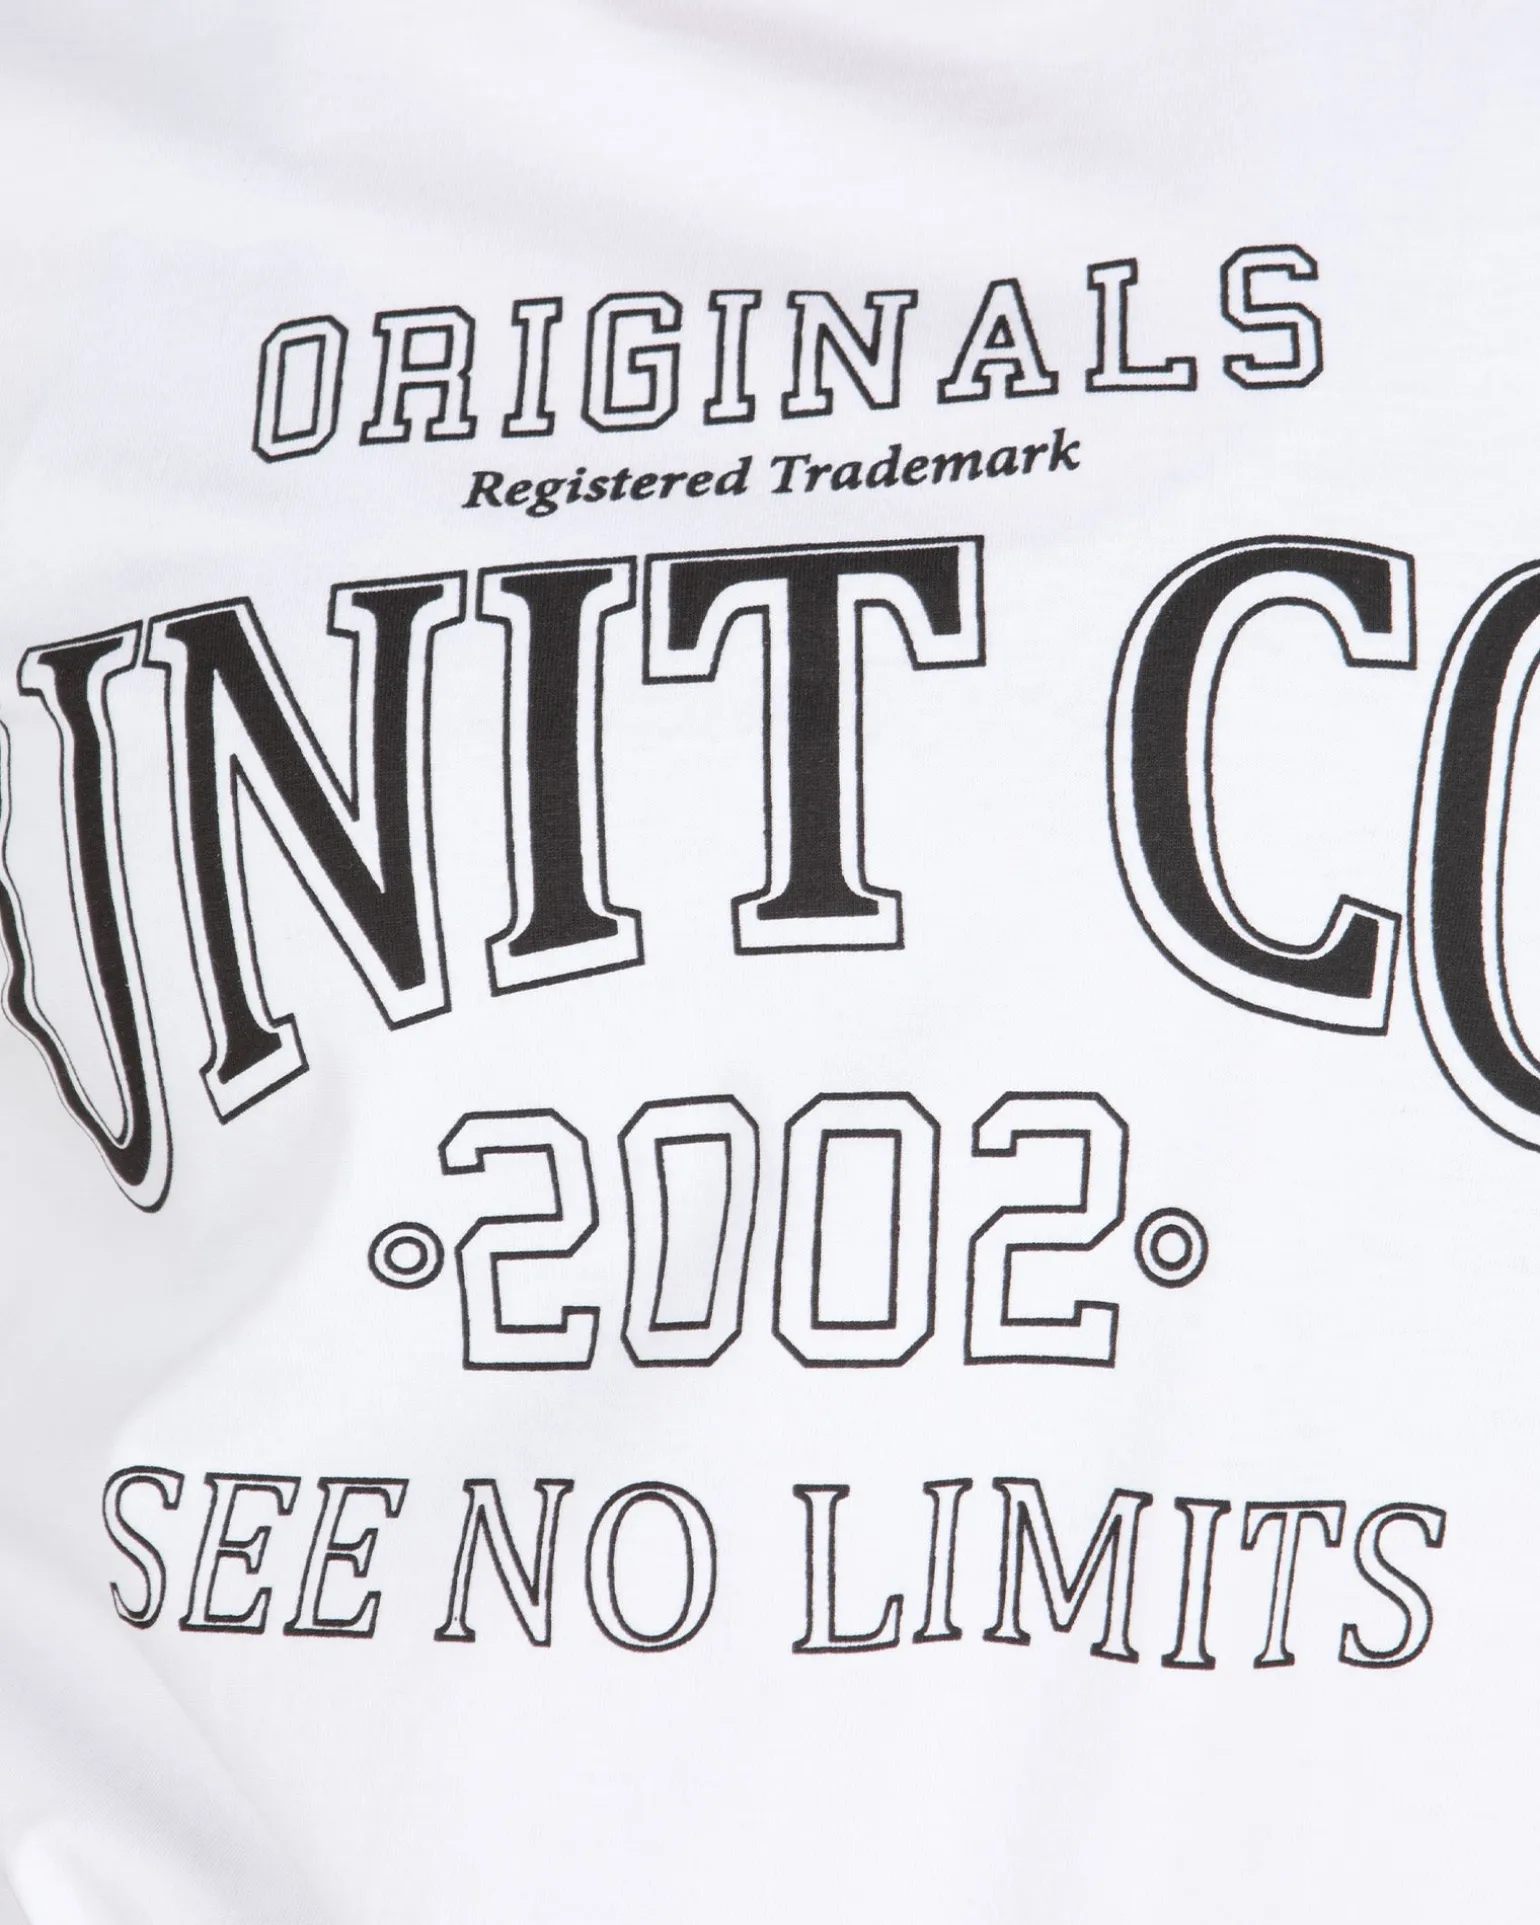 ORIGINALS
Registered Trademark
UNIT CO
·2002·
SEE NO LIMITS